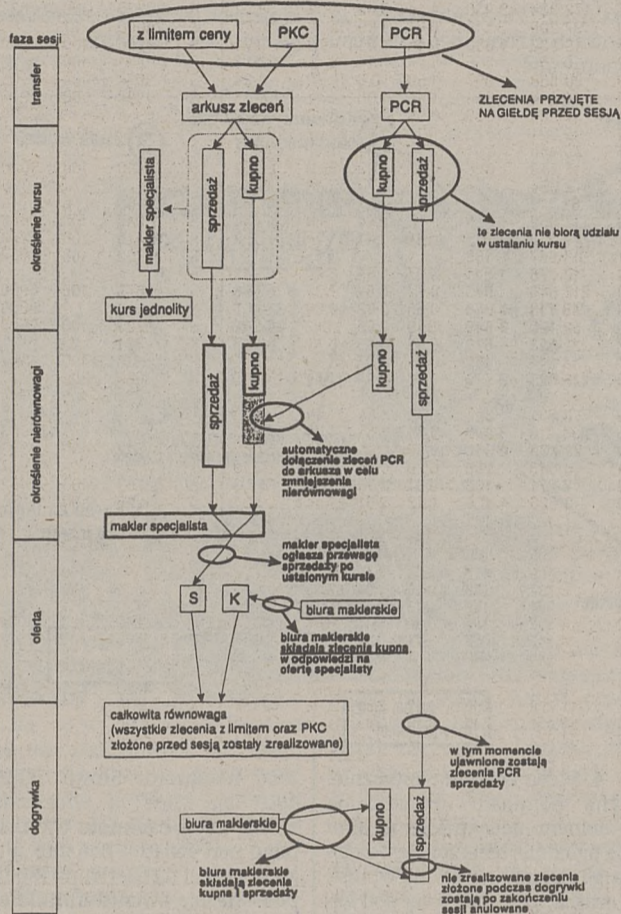 faza sesji
z limitem ceny
PKC
PCR
transfer
arkusz zleceń
PCR
ZLECENIA PRZYJĘTE
NA GIEŁDĘ PRZED SESJĄ
określenie kursu
makler specjalista
sprzedaż
kupno
kupno
sprzedaż
te zlecenia nie biorą udziału
w ustalaniu kursu
kurs jednolity
określenie nierównowagi
sprzedaż
kupno
kupno
sprzedaż
automatyczne
dołączenie zleceń PCR
do arkusza w celu
zmniejszenia
nierównowagi
makler specjalista
oferta
makler specjalista
ogłasza przewagę
sprzedaży po
ustalonym kursie
S
K
biura maklerskie
biura maklerskie
składają zlecenia kupna
w odpowiedzi na
ofertę specjalisty
dogrywka
całkowita równowaga
(wszystkie zlecenia z limitem oraz PKC
złożone przed sesją zostały zrealizowane)
w tym momencie
ujawnione zostają
zlecenia PCR
sprzedaży
biura maklerskie
kupno
sprzedaż
biura maklerskie
składają zlecenia
kupna i sprzedaży
nie zrealizowane zlecenia
złożone podczas dogrywki
zostają po zakończeniu
sesji anulowane